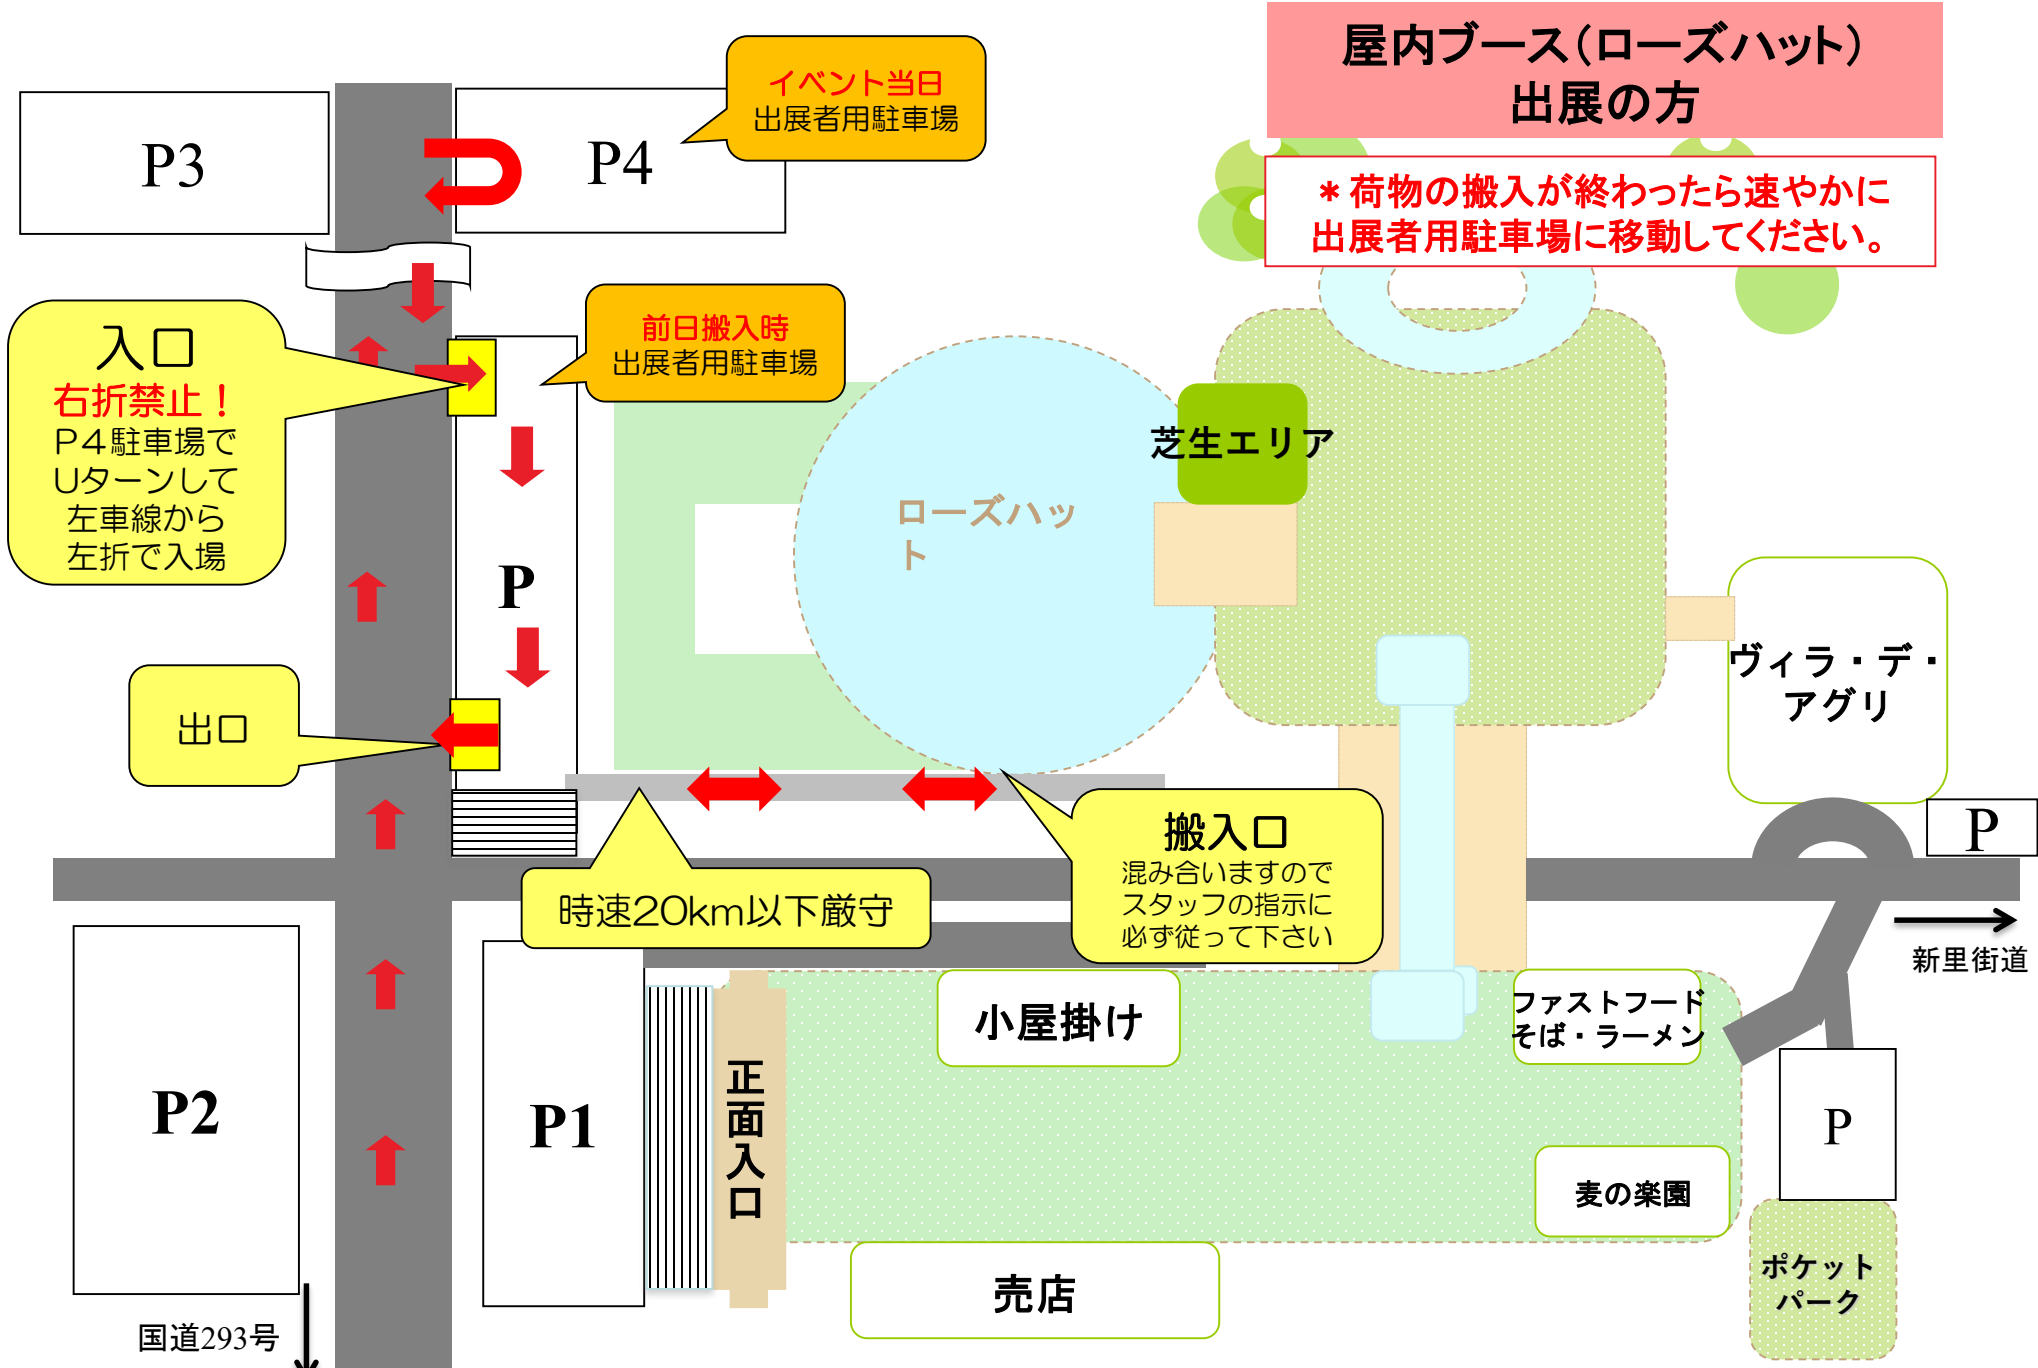 屋内ブース（ローズハット）
出展の方
＊荷物の搬入が終わったら速やかに
出展者用駐車場に移動してください。
イベント当日
出展者用駐車場
P3
P4
前日搬入時
出展者用駐車場
入口
右折禁止！
P４駐車場で
Uターンして
左車線から
左折で入場
芝生エリア
ローズハッ
ト
P
ヴィラ・デ・
アグリ
出口
搬入口
混み合いますので
スタッフの指示に
必ず従って下さい
P
時速20km以下厳守
新里街道
小屋掛け
ファストフード
そば・ラーメン
P2
P1
正面入口
P
麦の楽園
売店
ポケット
パーク
国道293号